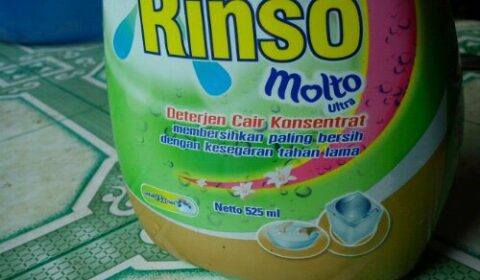 Rinso
Molto
Ultra
Deterjen Cair Konsentrat
membersihkan paling bersih
dengan kesegaran tahan lama
Netto 525 ml